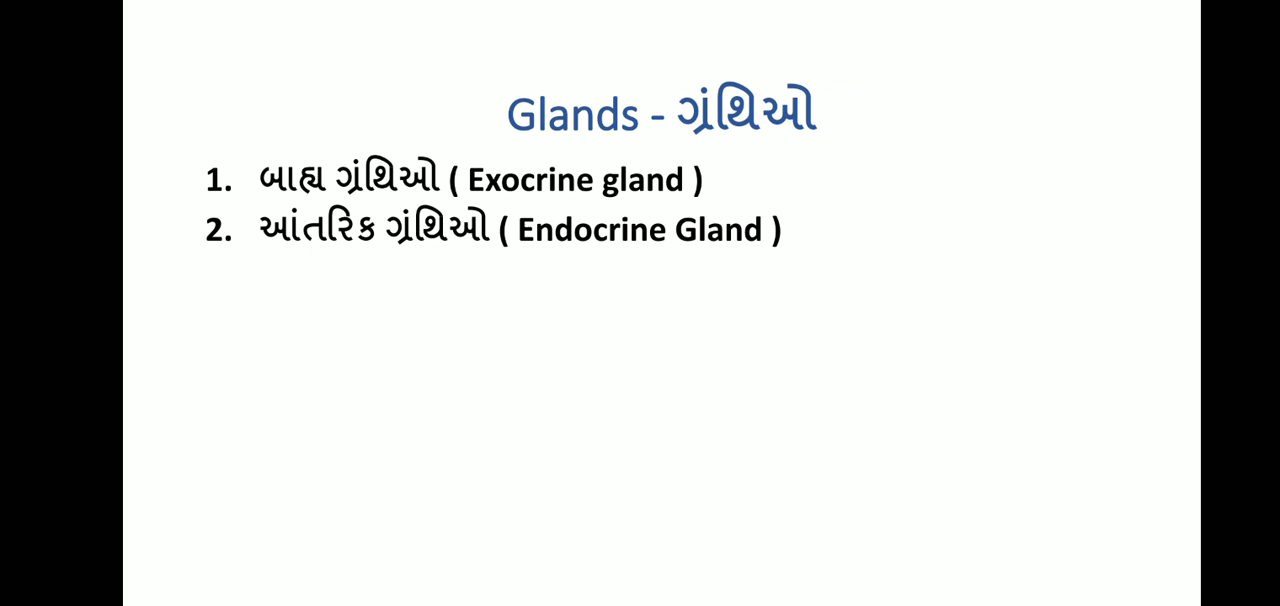 Glands - ગ્રંથિઓ
1. બાહ્ય ગ્રંથિઓ ( Exocrine gland )
2. આંતરિક ગ્રંથિઓ ( Endocrine Gland )